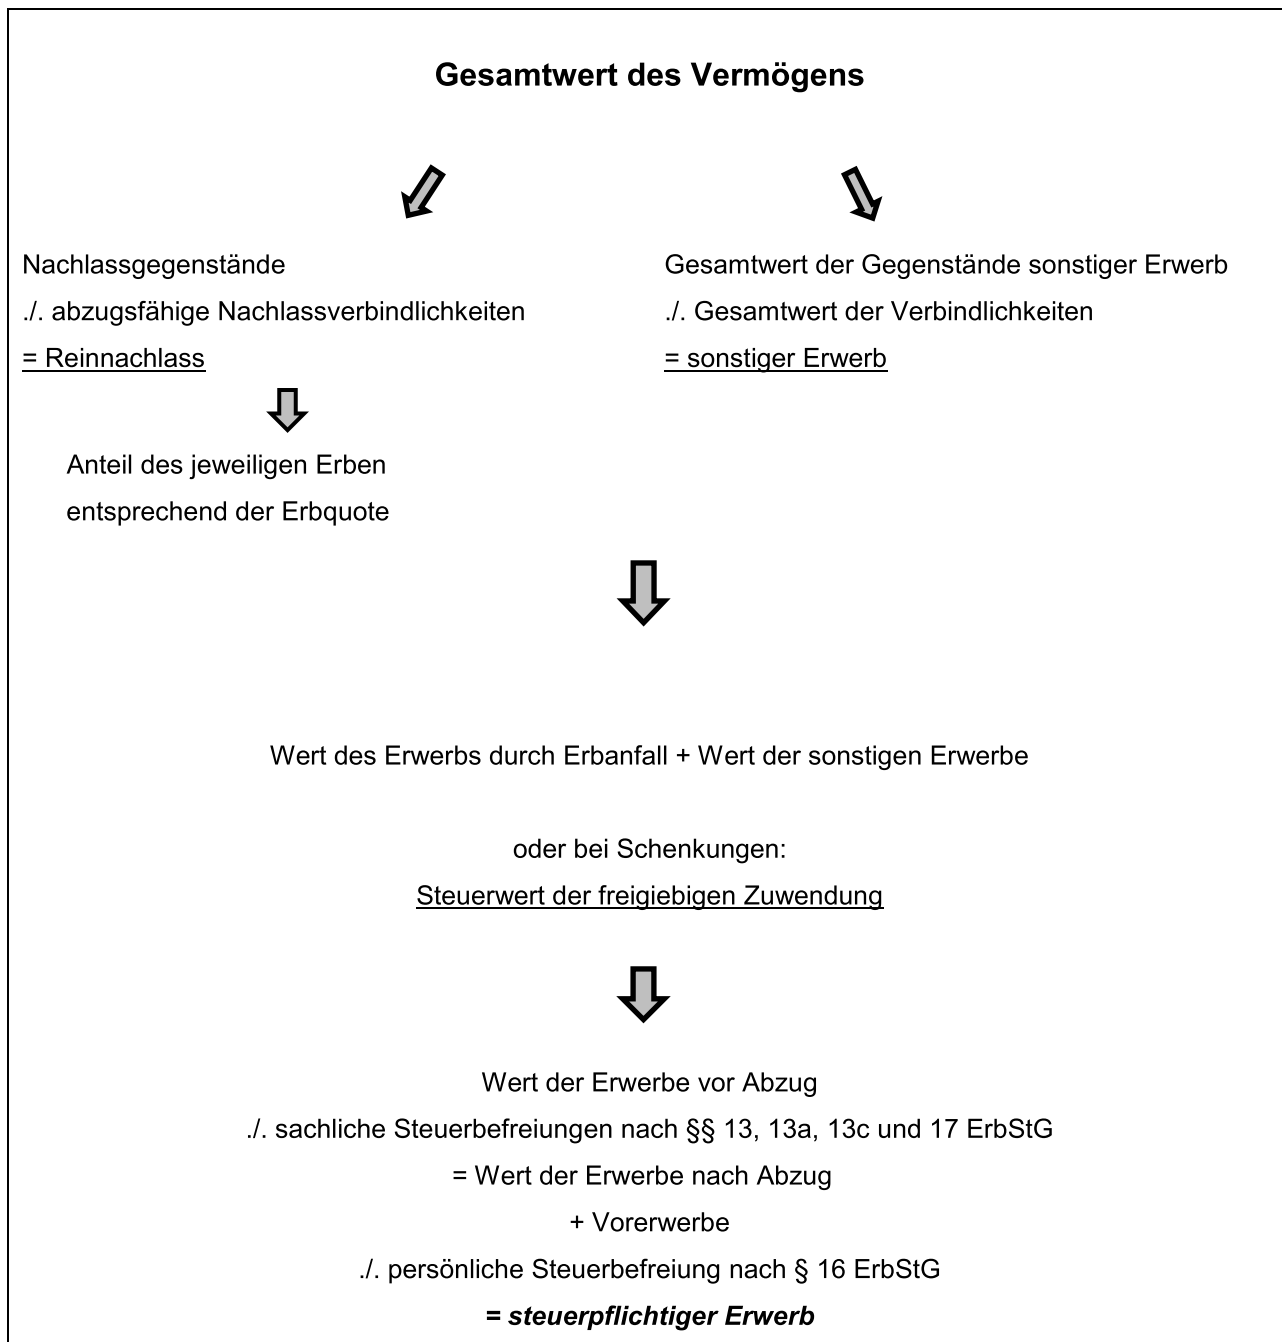 Gesamtwert des Vermögens
Nachlassgegenstände
./. abzugsfähige Nachlassverbindlichkeiten
= Reinnachlass
Anteil des jeweiligen Erben
entsprechend der Erbquote
Gesamtwert der Gegenstände sonstiger Erwerb
./. Gesamtwert der Verbindlichkeiten
= sonstiger Erwerb
Wert des Erwerbs durch Erbanfall + Wert der sonstigen Erwerbe
oder bei Schenkungen:
Steuerwert der freigiebigen Zuwendung
Wert der Erwerbe vor Abzug
./. sachliche Steuerbefreiungen nach §§ 13, 13a, 13c und 17 ErbStG
= Wert der Erwerbe nach Abzug
+ Vorerwerbe
./. persönliche Steuerbefreiung nach § 16 ErbStG
= steuerpflichtiger Erwerb